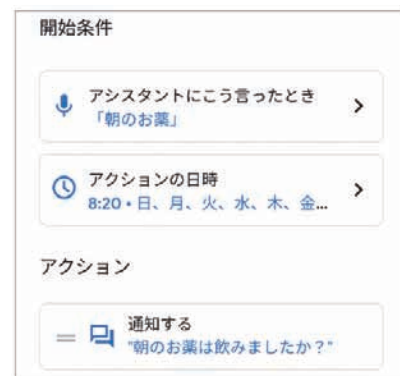 開始条件
アシスタントにこう言ったとき
「朝のお薬」
アクションの日時
8:20・日、月、火、水、木、金...
アクション
通知する
"朝のお薬は飲みましたか?"